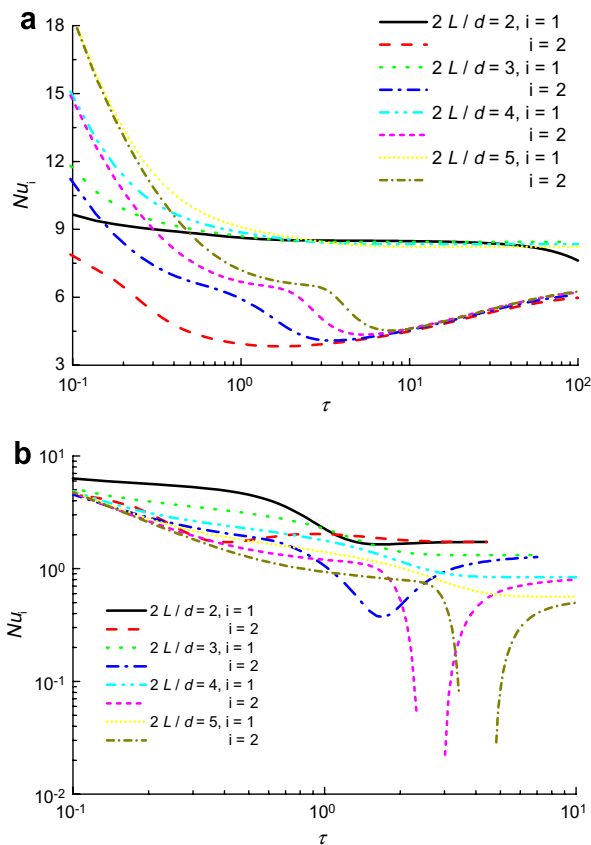 a
18
15
12
9
6
3
Nu_i
10^-1
10^0
10^1
10^2
τ
2 L / d = 2, i = 1
i = 2
2 L / d = 3, i = 1
i = 2
2 L / d = 4, i = 1
i = 2
2 L / d = 5, i = 1
i = 2
b
10^1
10^0
10^-1
10^-2
Nu_i
2 L / d = 2, i = 1
i = 2
2 L / d = 3, i = 1
i = 2
2 L / d = 4, i = 1
i = 2
2 L / d = 5, i = 1
i = 2
10^-1
10^0
10^1
τ